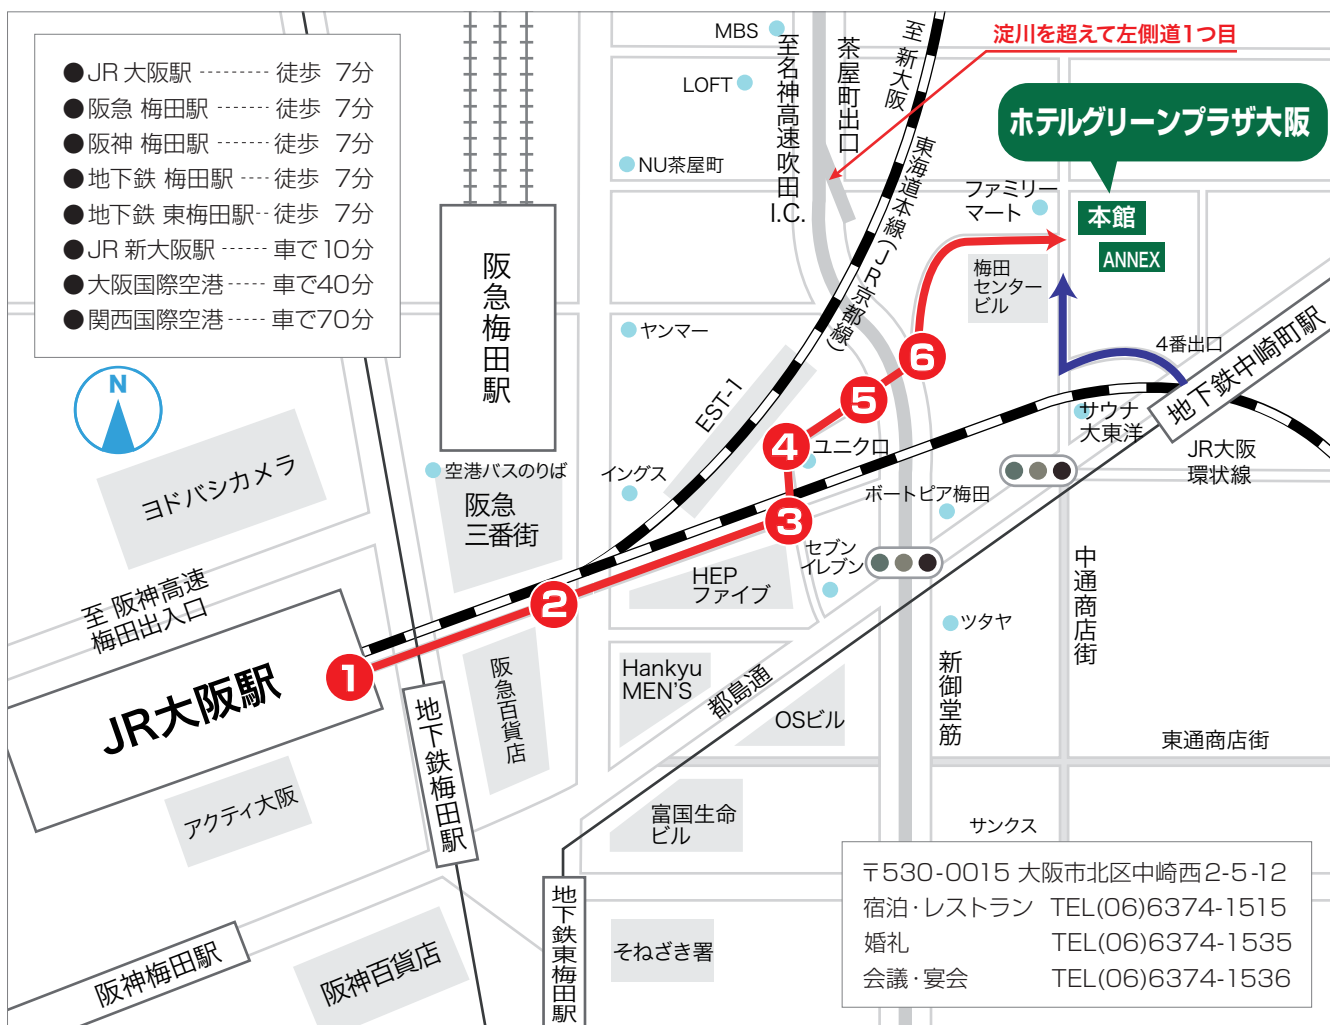 ●JR 大阪駅 --------- 徒歩 7分
●阪急 梅田駅 ------- 徒歩 7分
●阪神 梅田駅 ------- 徒歩 7分
●地下鉄 梅田駅 ----- 徒歩 7分
●地下鉄 東梅田駅-- 徒歩 7分
●JR 新大阪駅 ------ 車で10分
●大阪国際空港----- 車で40分
●関西国際空港----- 車で70分
N
MBS
LOFT
NU茶屋町
至名神高速吹田I.C.
茶屋町出口
至 新大阪
淀川を超えて左側道1つ目
ホテルグリーンプラザ大阪
本館
ANNEX
ファミリー
マート
東海道本線(JR京都線)
梅田
センター
ビル
阪急梅田駅
ヤンマー
EST-1
6
5
4
3
2
1
4番出口
地下鉄中崎町駅
サウナ
大東洋
JR大阪
環状線
ユニクロ
ボートピア梅田
空港バスのりば
阪急
三番街
イングス
ヨドバシカメラ
至 阪神高速
梅田出入口
JR大阪駅
HEP
ファイブ
セブン
イレブン
中通商店街
ツタヤ
新御堂筋
都島通
Hankyu
MEN'S
OSビル
阪急百貨店
地下鉄梅田駅
東通商店街
アクティ大阪
富国生命
ビル
サンクス
阪神梅田駅
阪神百貨店
地下鉄東梅田駅
そねざき署
〒530-0015 大阪市北区中崎西2-5-12
宿泊・レストラン TEL(06)6374-1515
婚礼 TEL(06)6374-1535
会議・宴会 TEL(06)6374-1536